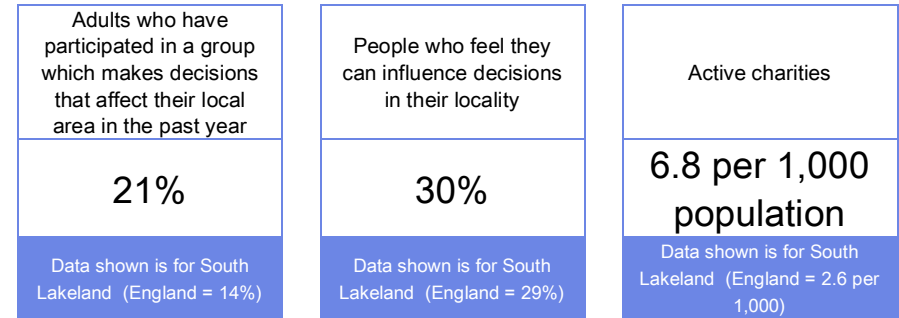 Adults who have
participated in a group
which makes decisions
that affect their local
area in the past year
21%
Data shown is for South
Lakeland (England = 14%)
People who feel they
can influence decisions
in their locality
30%
Data shown is for South
Lakeland (England = 29%)
Active charities
6.8 per 1,000
population
Data shown is for South
Lakeland (England = 2.6 per
1,000)